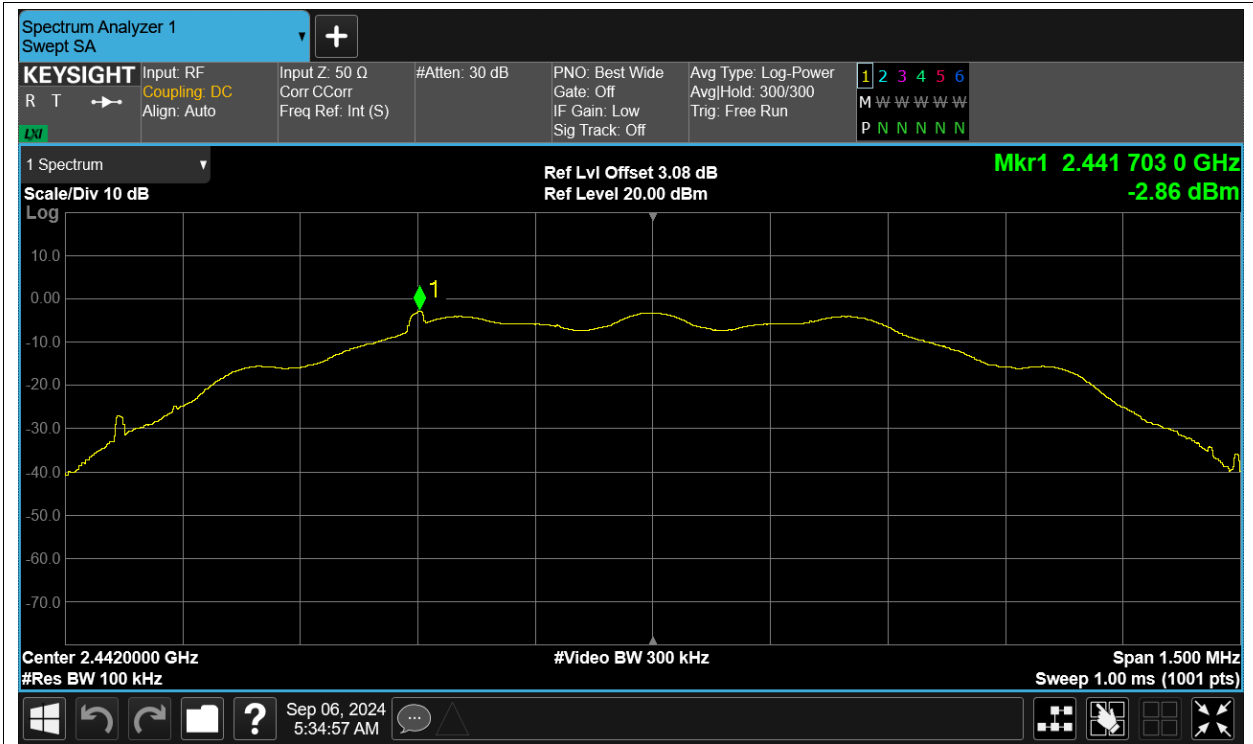 Spectrum Analyzer 1
Swept SA
KEYSIGHT
R T
LXI
Input: RF
Coupling: DC
Align: Auto
Input Z: 50 Ω
Corr CCorr
Freq Ref: Int (S)
#Atten: 30 dB
PNO: Best Wide
Gate: Off
IF Gain: Low
Sig Track: Off
Avg Type: Log-Power
Avg|Hold: 300/300
Trig: Free Run
1 2 3 4 5 6
M W W W W W
P N N N N N
1 Spectrum
Scale/Div 10 dB
Log
Ref Lvl Offset 3.08 dB
Ref Level 20.00 dBm
Mkr1 2.441 703 0 GHz
-2.86 dBm
1
10.0
0.00
-10.0
-20.0
-30.0
-40.0
-50.0
-60.0
-70.0
Center 2.4420000 GHz
#Video BW 300 kHz
Span 1.500 MHz
#Res BW 100 kHz
Sweep 1.00 ms (1001 pts)
?
Sep 06, 2024
5:34:57 AM